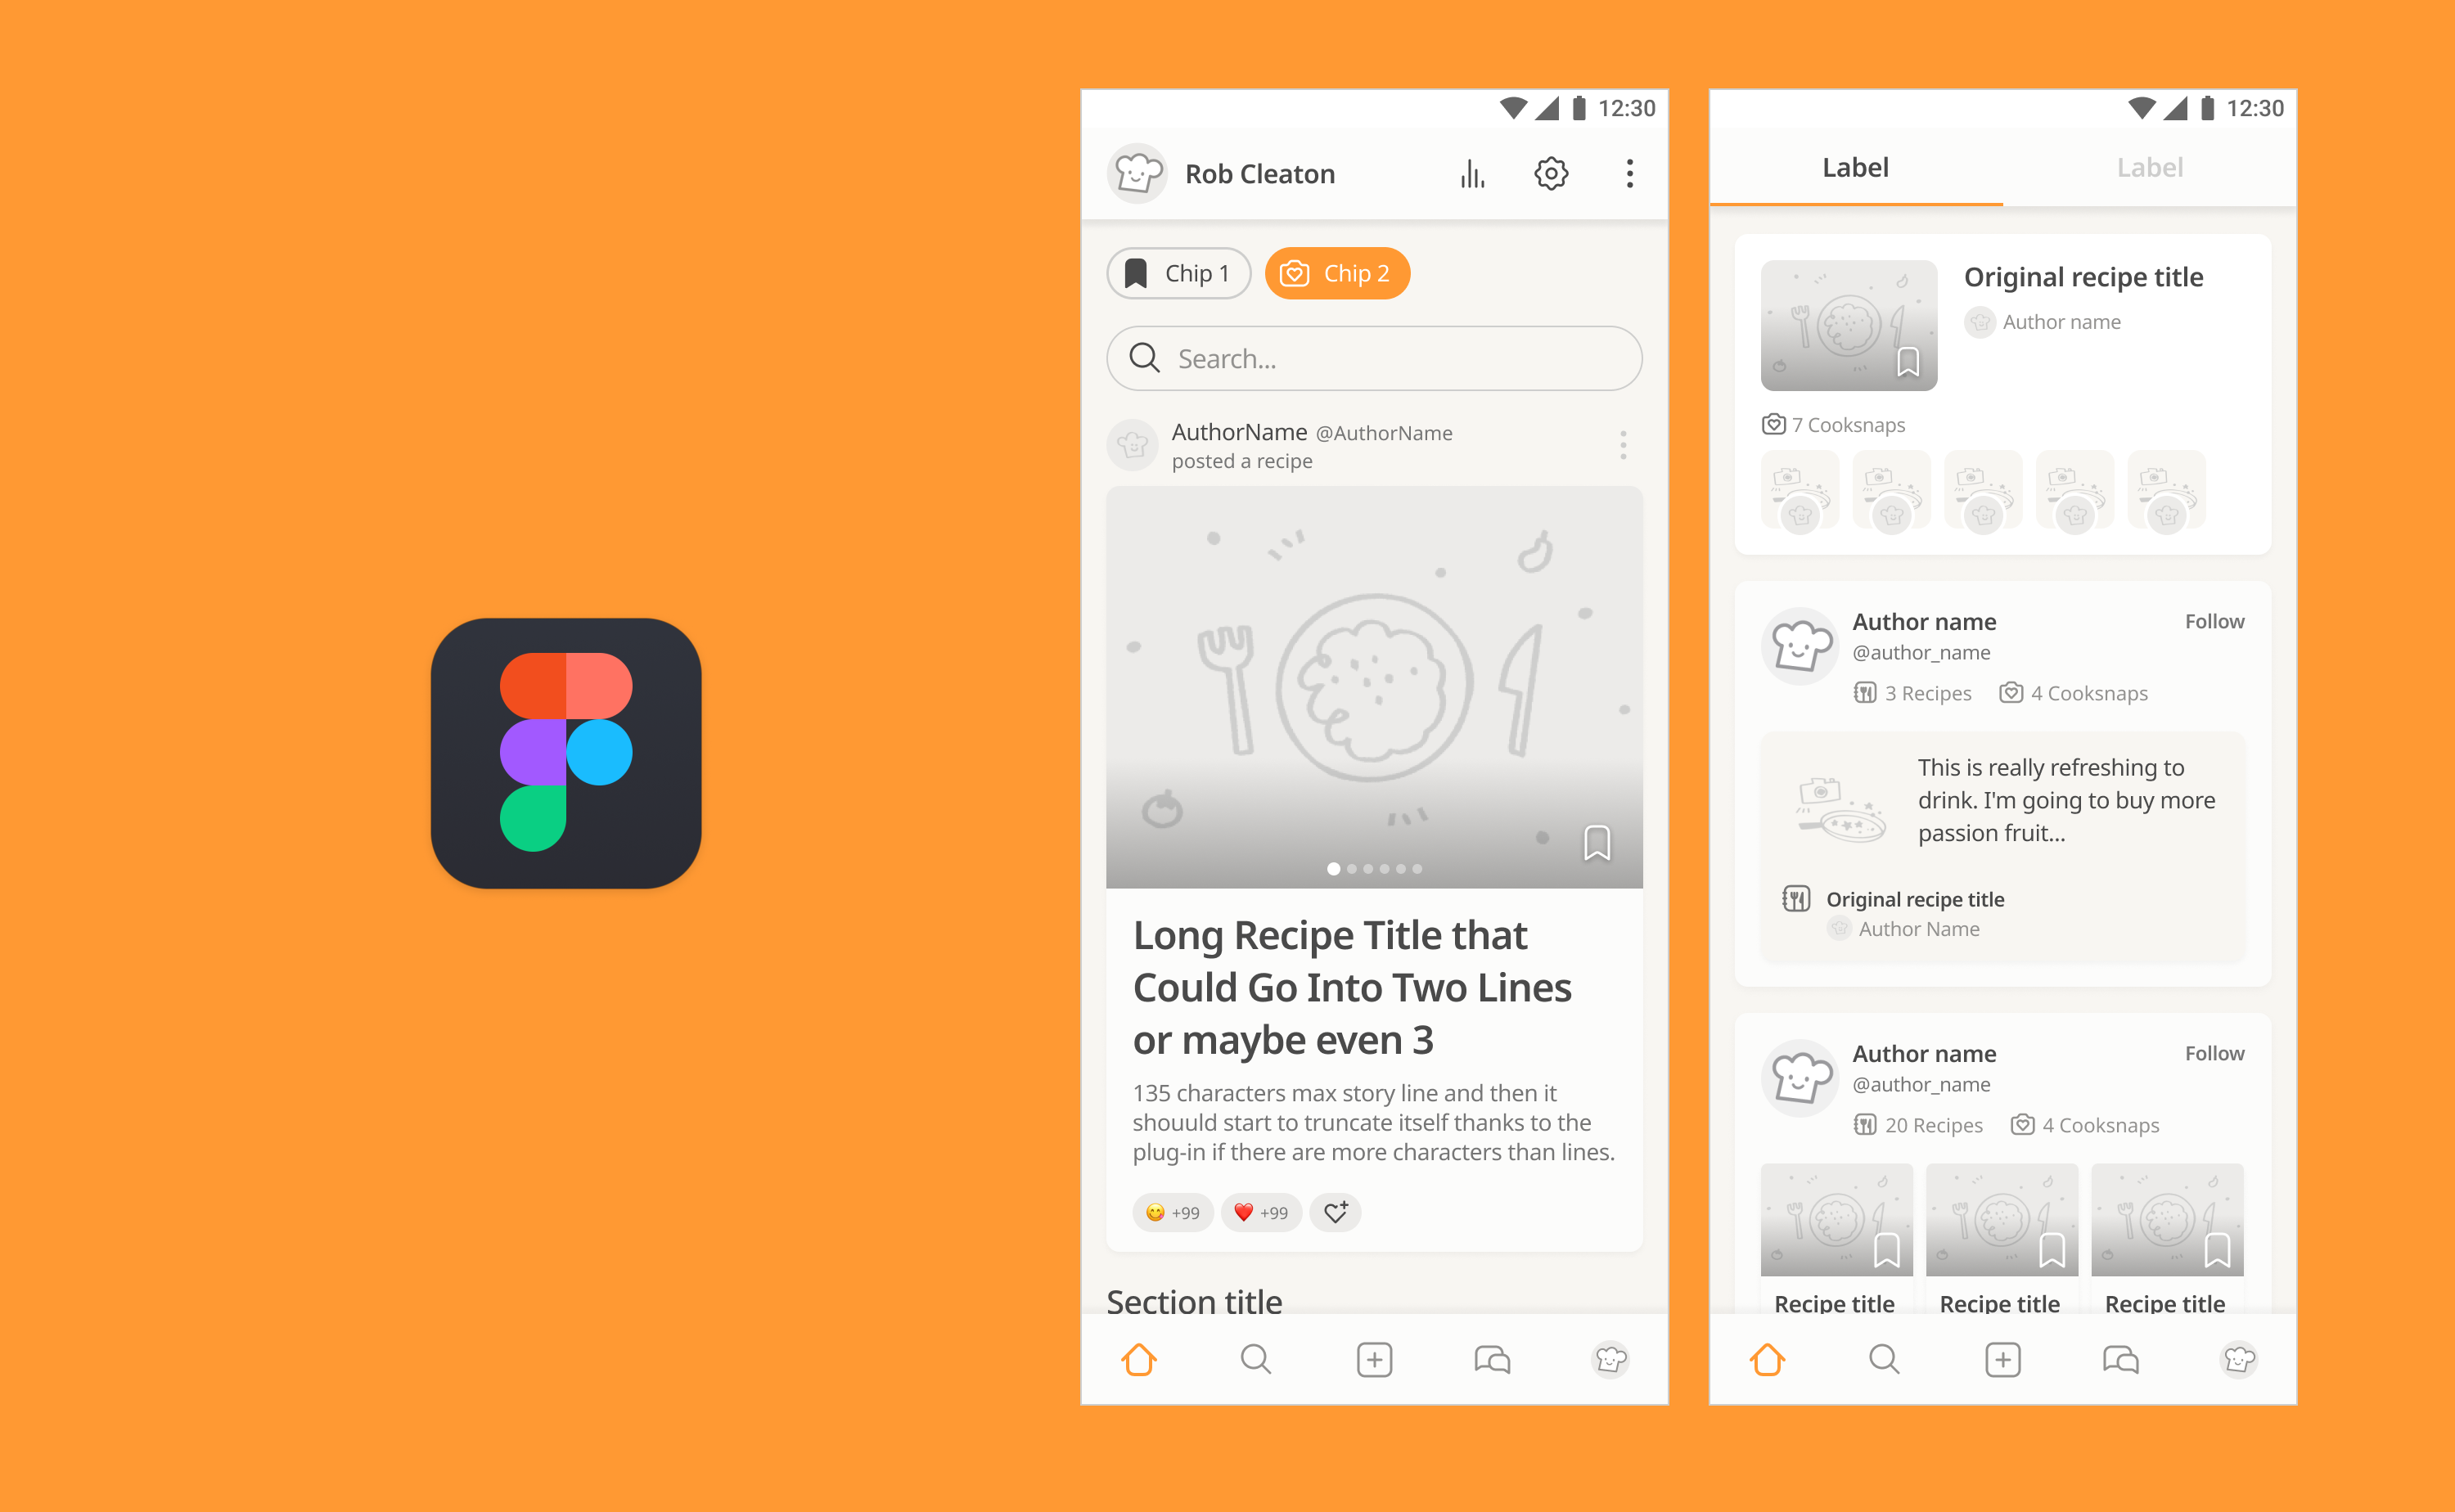 12:30
Rob Cleaton
Chip 1
Chip 2
Search...
AuthorName @AuthorName
posted a recipe
Long Recipe Title that
Could Go Into Two Lines
or maybe even 3
135 characters max story line and then it
shouuld start to truncate itself thanks to the
plug-in if there are more characters than lines.
+99
+99
Section title
12:30
Label
Label
Original recipe title
Author name
7 Cooksnaps
Author name
Follow
@author_name
3 Recipes
4 Cooksnaps
This is really refreshing to
drink. I'm going to buy more
passion fruit...
Original recipe title
Author Name
Author name
Follow
@author_name
20 Recipes
4 Cooksnaps
Recipe title
Recipe title
Recipe title